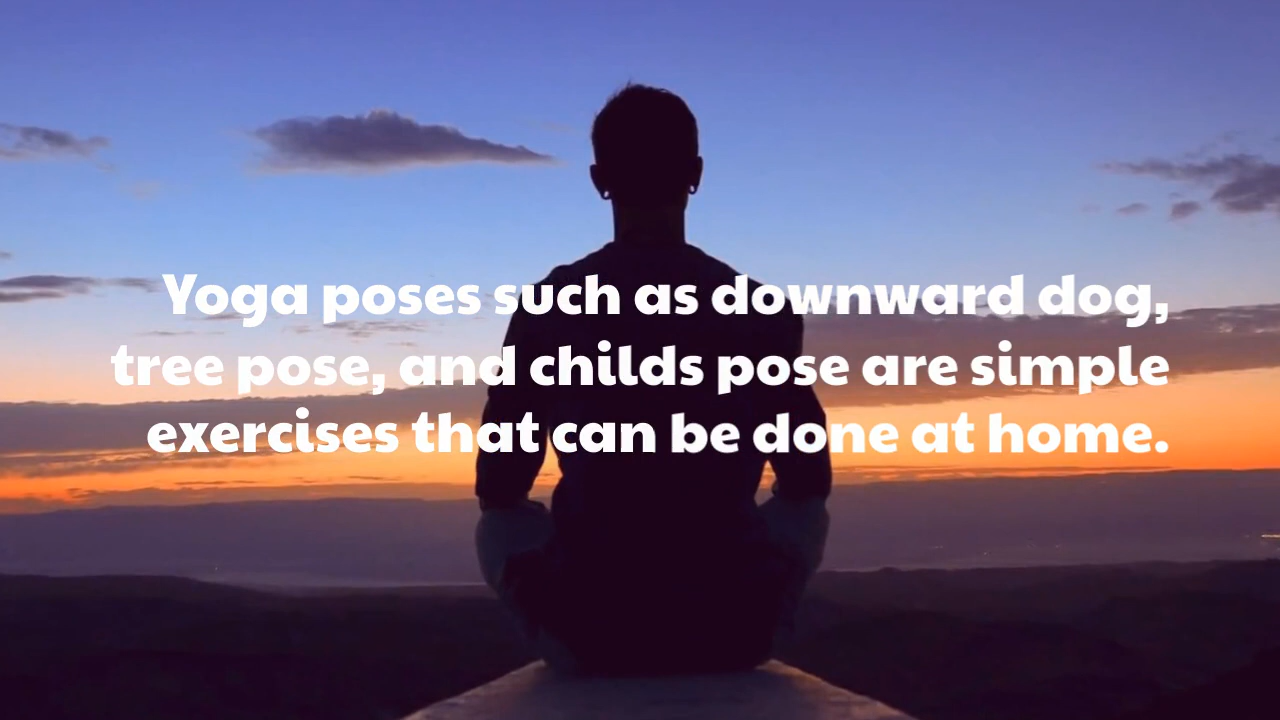 Yoga poses such as downward dog,
tree pose, and childs pose are simple
exercises that can be done at home.